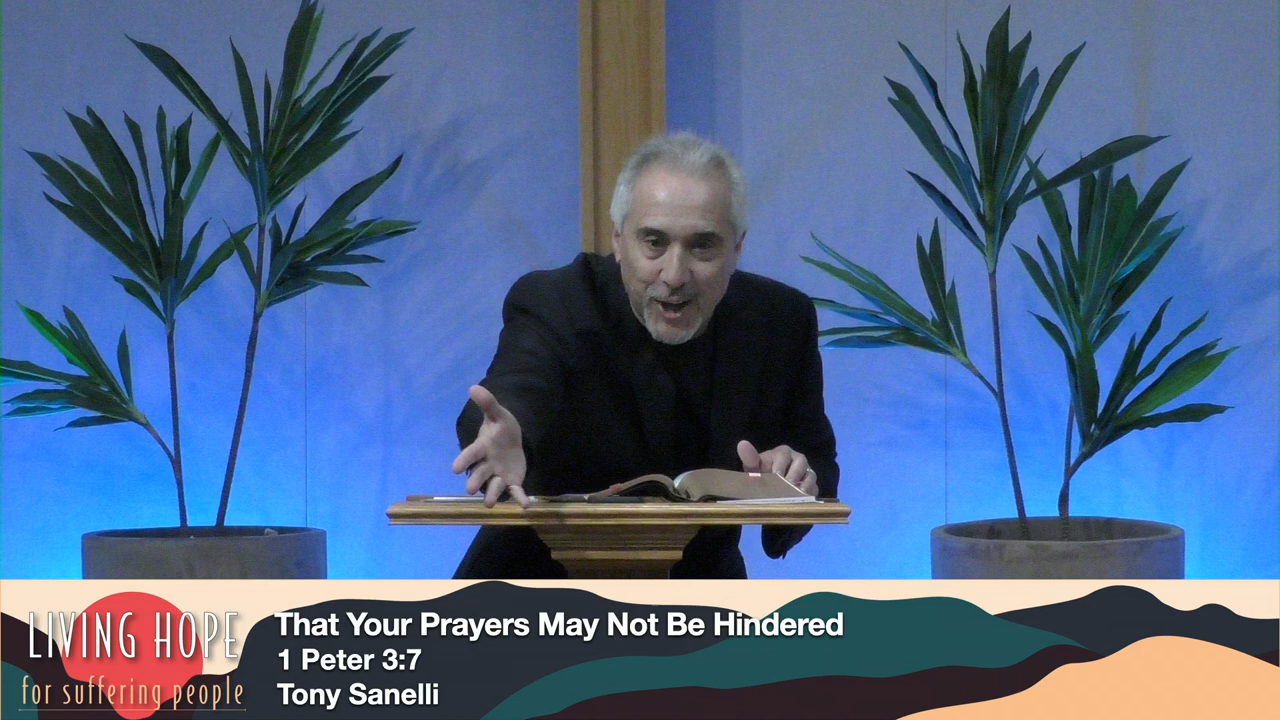 LIVING HOPE
for suffering people
That Your Prayers May Not Be Hindered
1 Peter 3:7
Tony Sanelli